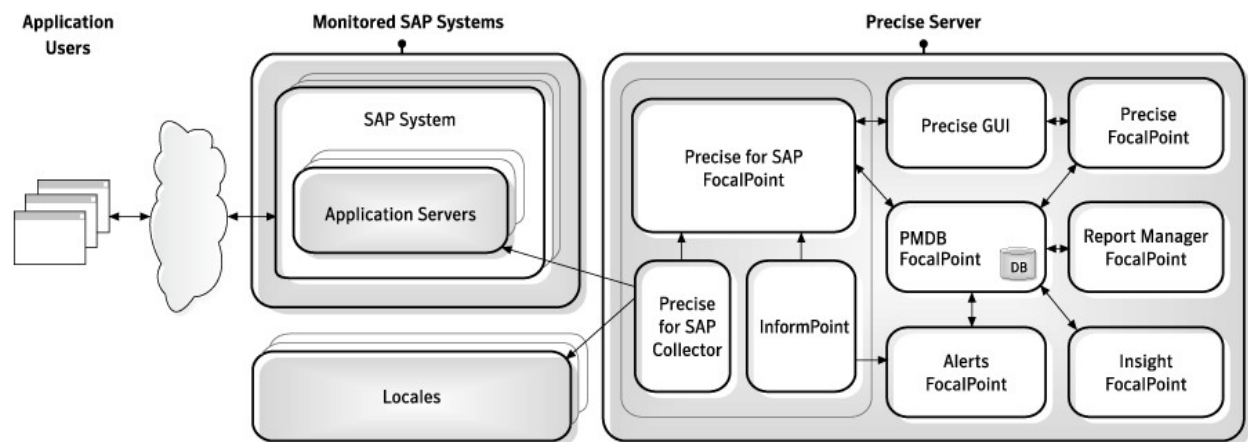 Application
Users
Monitored SAP Systems
Precise Server
SAP System
Application Servers
Locales
Precise for SAP
FocalPoint
Precise
for SAP
Collector
InformPoint
Precise GUI
Precise
FocalPoint
PMDB
FocalPoint
DB
Report Manager
FocalPoint
Alerts
FocalPoint
Insight
FocalPoint